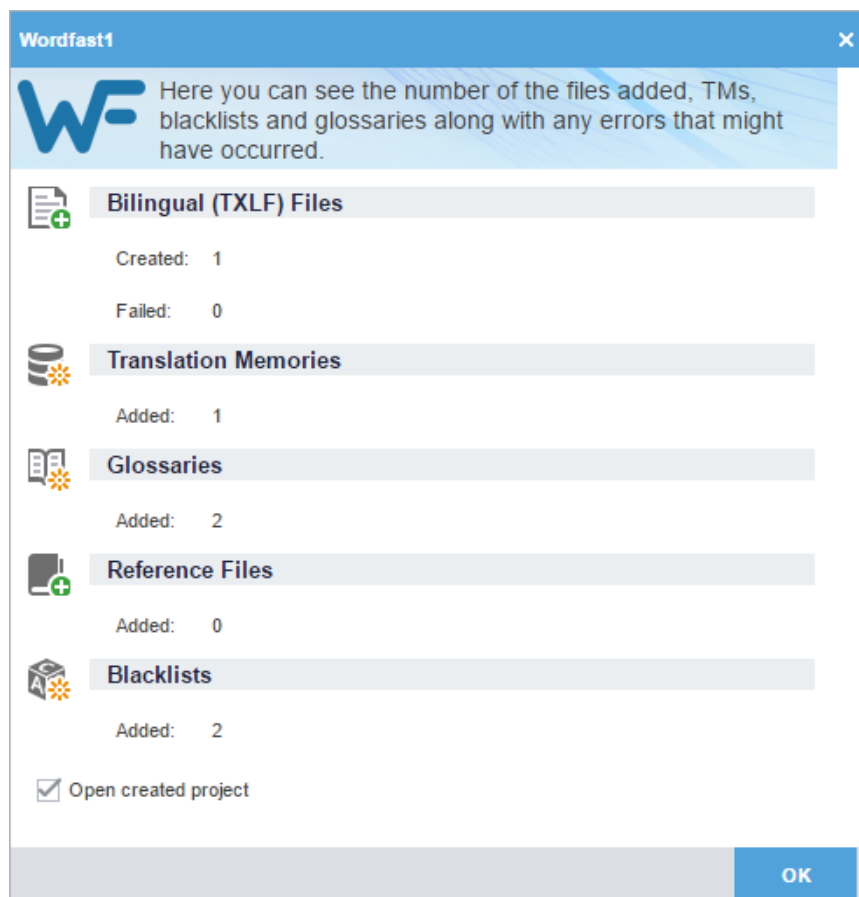 Wordfast1
WF
Here you can see the number of the files added, TMs,
blacklists and glossaries along with any errors that might
have occurred.
Bilingual (TXLF) Files
Created: 1
Failed: 0
Translation Memories
Added: 1
Glossaries
Added: 2
Reference Files
Added: 0
Blacklists
A C
Added: 2
Open created project
OK